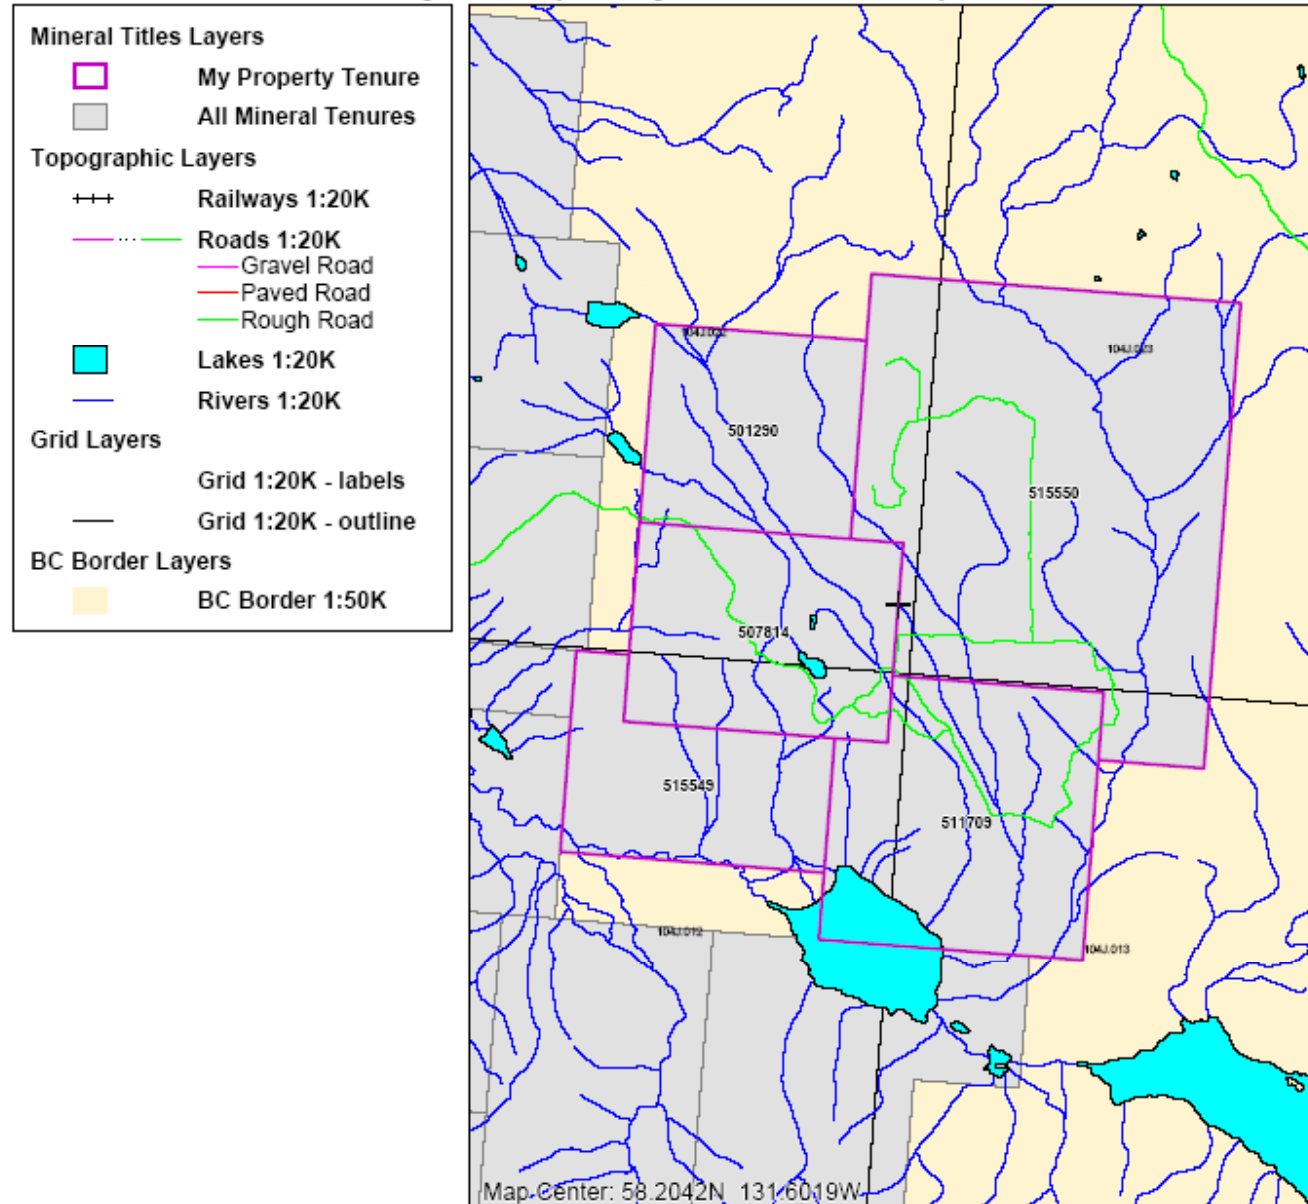 Mineral Titles Layers
My Property Tenure
All Mineral Tenures
Topographic Layers
Railways 1:20K
Roads 1:20K
Gravel Road
Paved Road
Rough Road
Lakes 1:20K
Rivers 1:20K
Grid Layers
Grid 1:20K - labels
Grid 1:20K - outline
BC Border Layers
BC Border 1:50K
104J.022
104J.023
501290
515550
507814
515549
511709
104J.012
104J.013
Map Center: 58.2042N 131.6019W